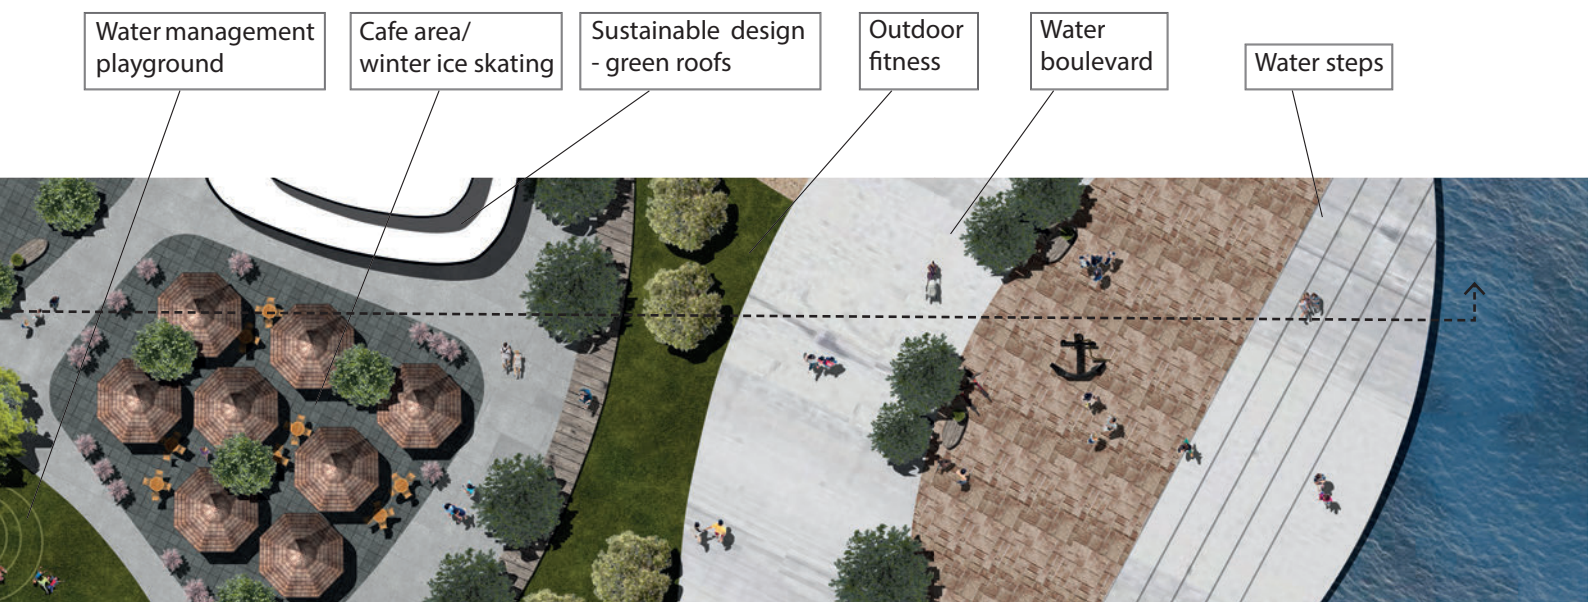 Water management
playground
Cafe area/
winter ice skating
Sustainable design
- green roofs
Outdoor
fitness
Water
boulevard
Water steps